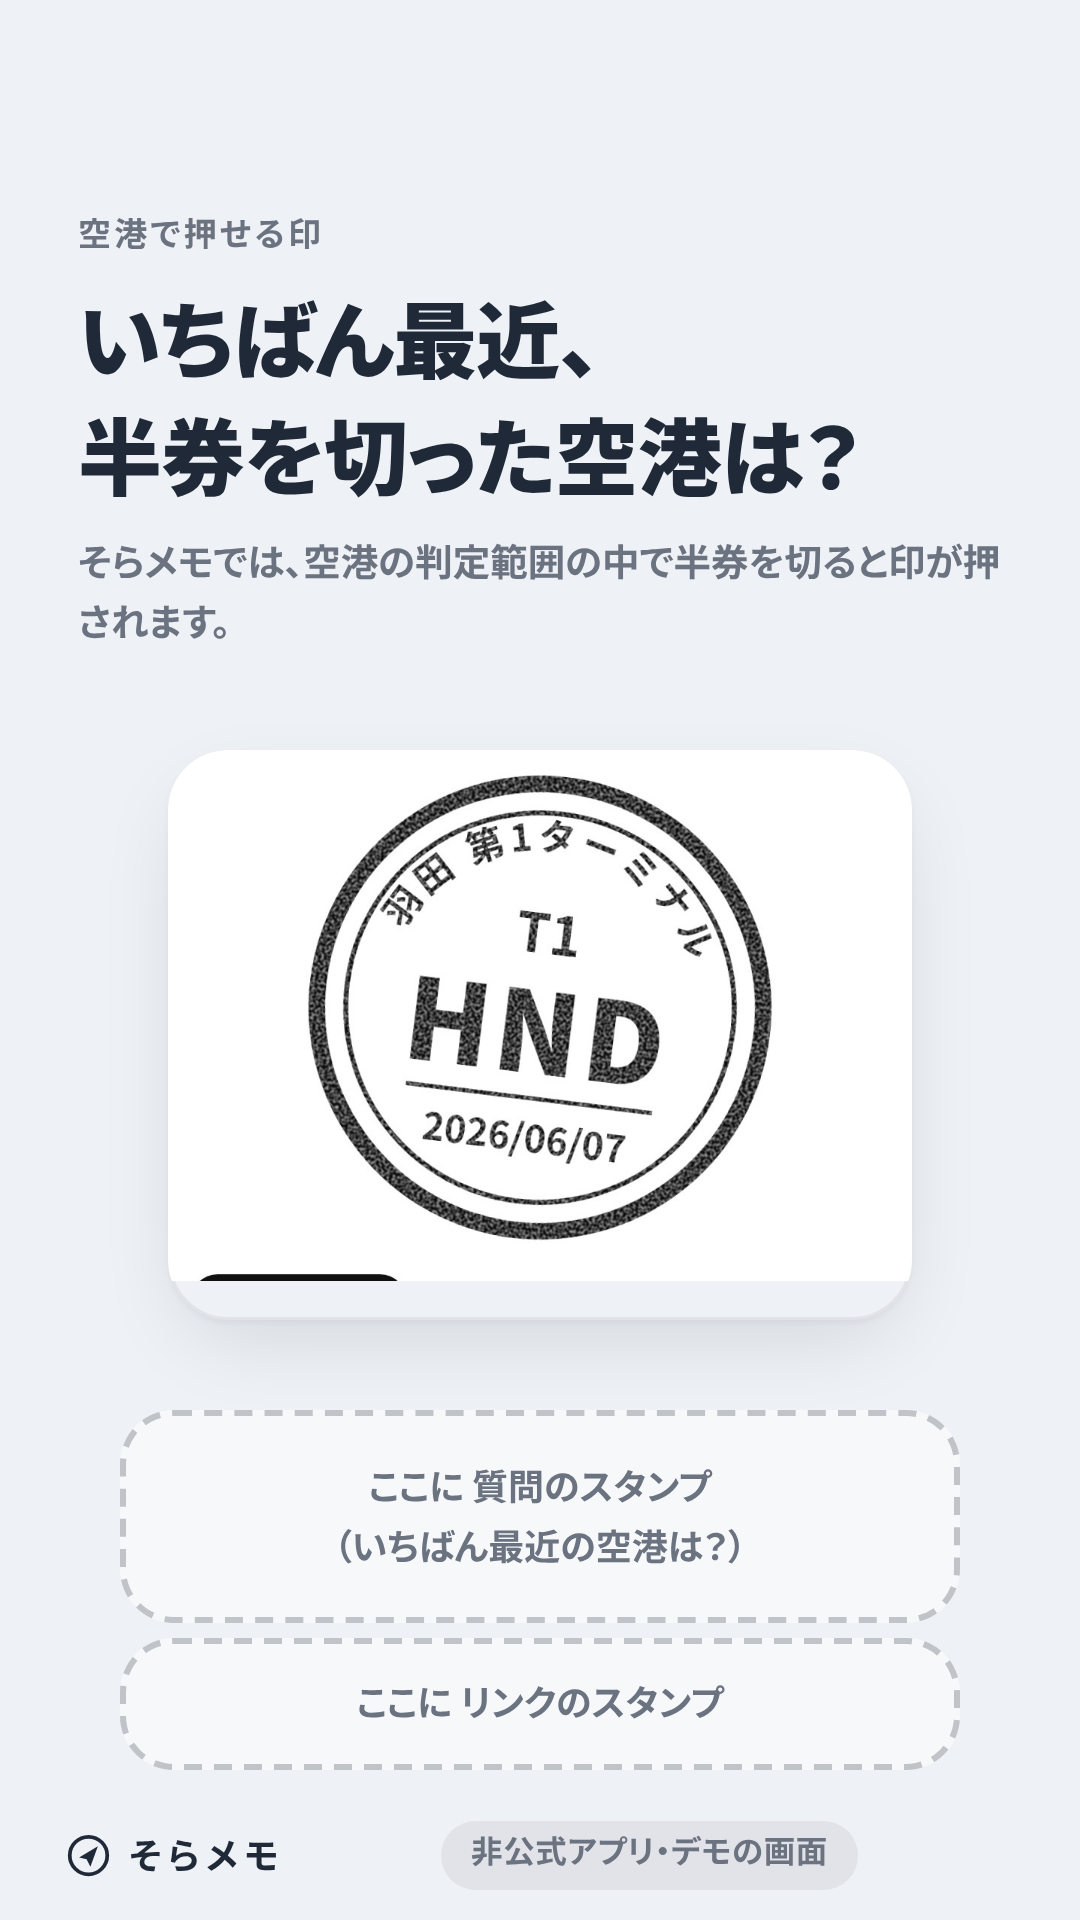 空港で押せる印
いちばん最近、
半券を切った空港は？
そらメモでは、空港の判定範囲の中で半券を切ると印が押
されます。
羽田 第1ターミナル
T1
HND
2026/06/07
ここに 質問のスタンプ
（いちばん最近の空港は？）
ここに リンクのスタンプ
そらメモ
非公式アプリ・デモの画面